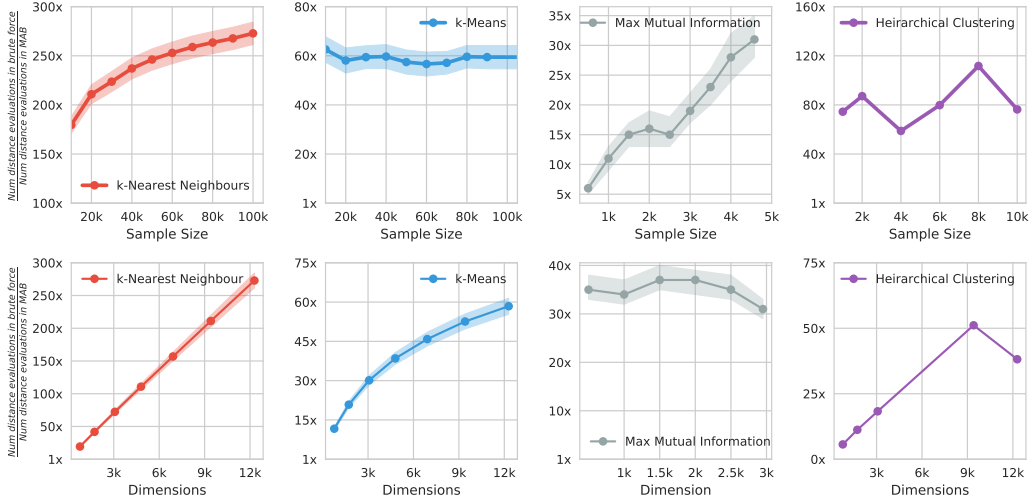 Num distance evaluations in brute force
Num distance evaluations in MAB
300x
250x
200x
150x
100x
k-Nearest Neighbours
20k 40k 60k 80k 100k
Sample Size
80x
60x
40x
20x
1x
k-Means
20k 40k 60k 80k 100k
Sample Size
35x
30x
25x
20x
15x
10x
5x
Max Mutual Information
1k 2k 3k 4k 5k
Sample Size
160x
120x
80x
40x
1x
Heirarchical Clustering
2k 4k 6k 8k 10k
Sample Size
Num distance evaluations in brute force
Num distance evaluations in MAB
300x
250x
200x
150x
100x
50x
1x
k-Nearest Neighbour
3k 6k 9k 12k
Dimensions
75x
60x
45x
30x
15x
1x
k-Means
3k 6k 9k 12k
Dimensions
40x
30x
20x
10x
1x
Max Mutual Information
1k 1.5k 2k 2.5k 3k
Dimension
75x
50x
25x
0x
Heirarchical Clustering
3k 6k 9k 12k
Dimensions